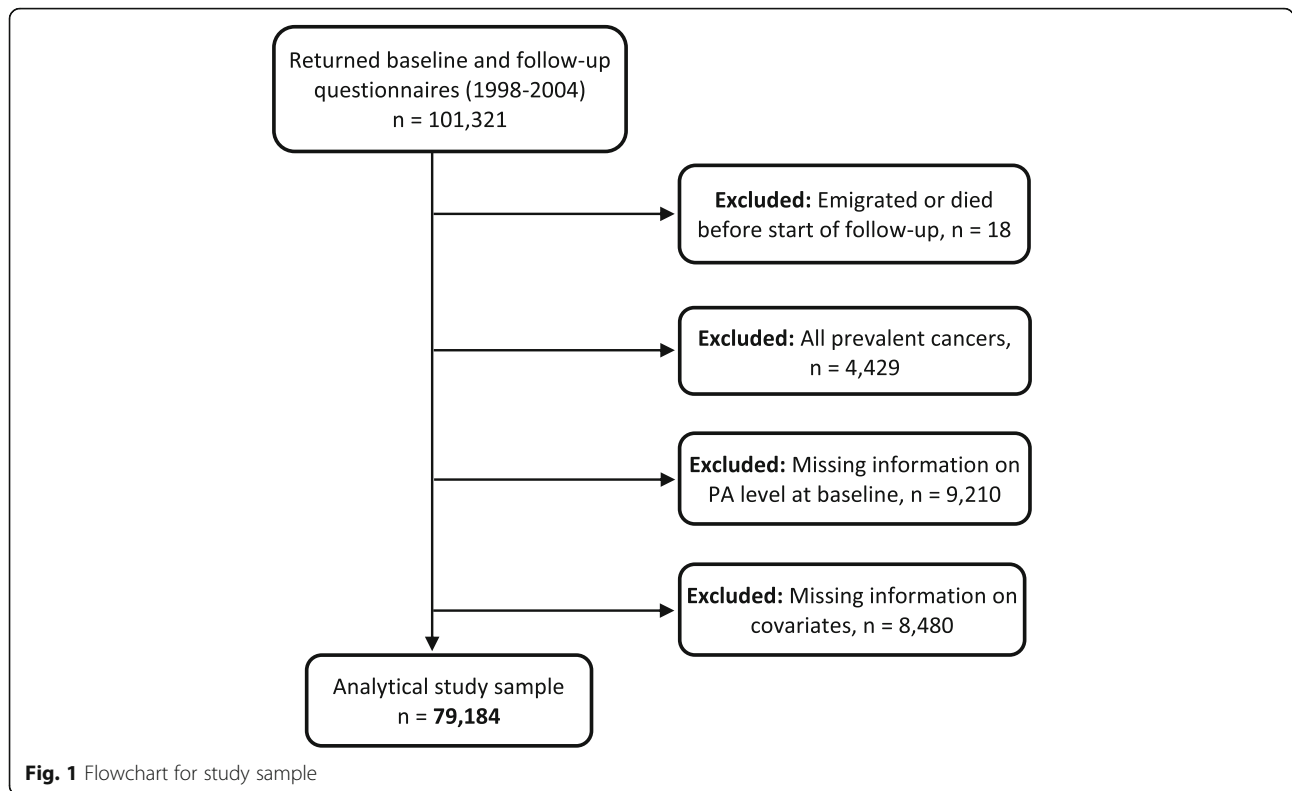 Returned baseline and follow-up
questionnaires (1998-2004)
n = 101,321
Excluded: Emigrated or died
before start of follow-up, n = 18
Excluded: All prevalent cancers,
n = 4,429
Excluded: Missing information on
PA level at baseline, n = 9,210
Excluded: Missing information on
covariates, n = 8,480
Analytical study sample
n = 79,184
Fig. 1 Flowchart for study sample